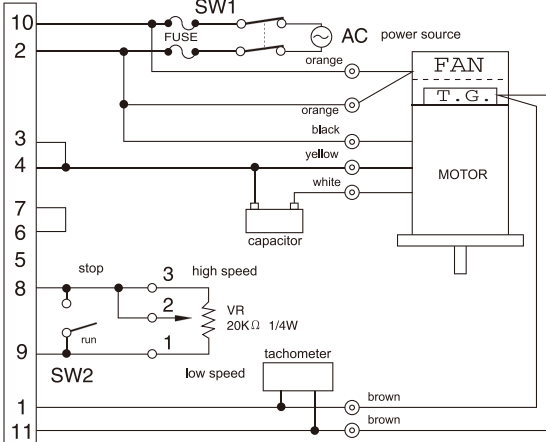 SW1
10
FUSE
AC power source
2
orange
FAN
T.G.
orange
black
3
yellow
4
MOTOR
white
7
capacitor
6
5
stop
3 high speed
8
2
VR
20KΩ 1/4W
run
1
9
tachometer
SW2
low speed
brown
1
brown
11